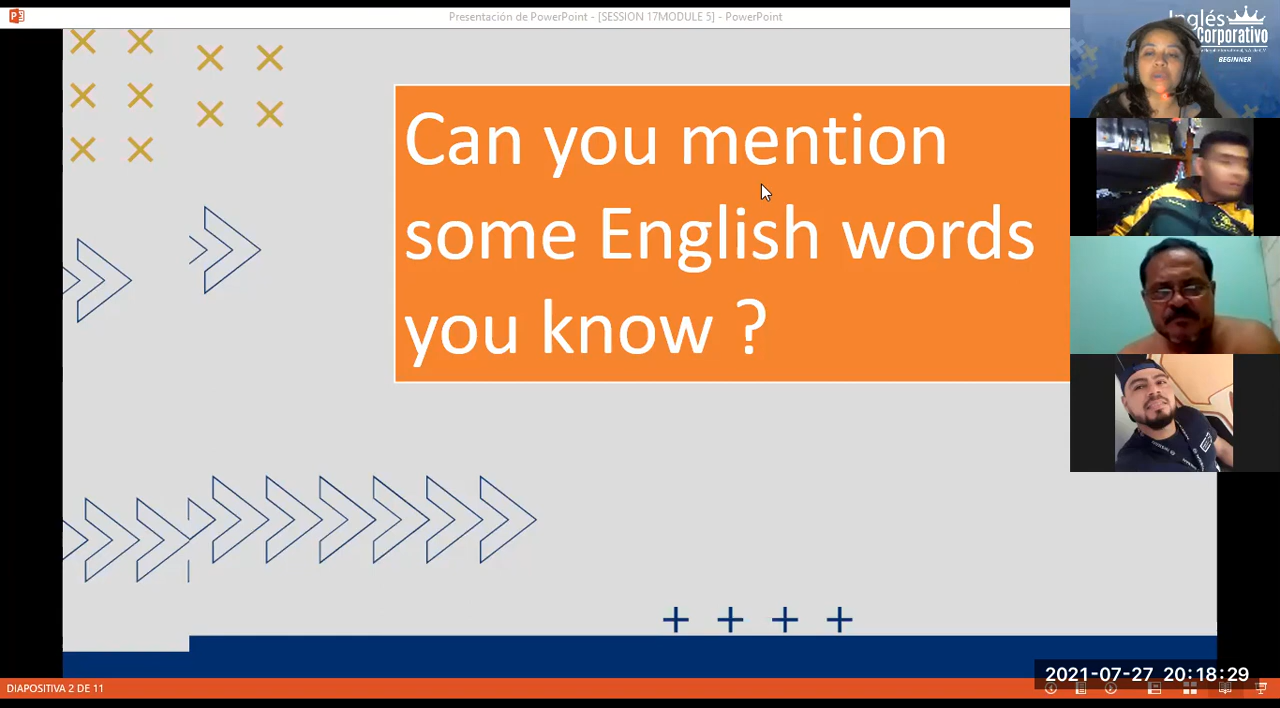 Presentación de PowerPoint - [SESSION 17MODULE 5] - PowerPoint
Inglés
Corporativo
BEGINNER
Can you mention
some English words
you know ?
DIAPOSITIVA 2 DE 11
2021-07-27 20:18:29